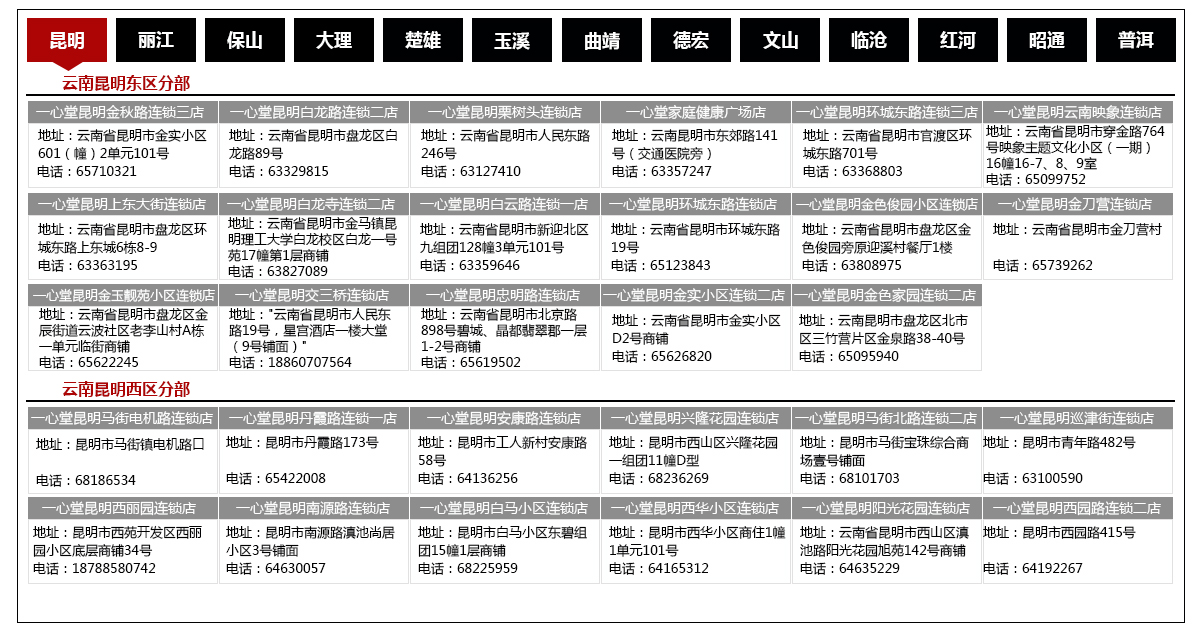 昆明 丽江 保山 大理 楚雄 玉溪 曲靖 德宏 文山 临沧 红河 昭通 普洱
云南昆明东区分部
一心堂昆明金秋路连锁三店
地址：云南省昆明市金实小区
601（幢）2单元101号
电话：65710321
一心堂昆明白龙路连锁二店
地址：云南省昆明市盘龙区白
龙路89号
电话：63329815
一心堂昆明栗树头连锁店
地址：云南省昆明市人民东路
246号
电话：63127410
一心堂家庭健康广场店
地址：云南省昆明市东郊路141
号（交通医院旁）
电话：63357247
一心堂昆明环城东路连锁三店
地址：云南省昆明市官渡区环
城东路701号
电话：63368803
一心堂昆明云南映象连锁店
地址：云南省昆明市穿金路764
号映象主题文化小区（一期）
16幢16-7、8、9室
电话：65099752
一心堂昆明上东大街连锁店
地址：云南省昆明市盘龙区环
城东路上东城6栋8-9
电话：63363195
一心堂昆明白龙寺连锁二店
地址：云南省昆明市金马镇昆
明理工大学白龙校区白龙一号
苑17幢第1层商铺
电话：63827089
一心堂昆明白云路连锁一店
地址：云南省昆明市新迎北区
九组团128幢3单元101号
电话：63359646
一心堂昆明环城东路连锁店
地址：云南省昆明市环城东路
19号
电话：65123843
一心堂昆明金色俊园小区连锁店
地址：云南省昆明市盘龙区金
色俊园旁原迎溪村餐厅1楼
电话：63808975
一心堂昆明金刀营连锁店
地址：云南省昆明市金刀营村
电话：65739262
一心堂昆明金玉靓苑小区连锁店
地址：云南省昆明市盘龙区金
辰街道云波社区老李山村A栋
一单元临街商铺
电话：65622245
一心堂昆明交三桥连锁店
地址："云南省昆明市人民东
路19号，星宫酒店一楼大堂
（9号铺面）"
电话：18860707564
一心堂昆明忠明路连锁店
地址：云南省昆明市北京路
898号碧城、晶都翡翠郡一层
1-2号商铺
电话：65619502
一心堂昆明金实小区连锁二店
地址：云南省昆明市金实小区
D2号商铺
电话：65626820
一心堂昆明金色家园连锁二店
地址：云南昆明市盘龙区北市
区三竹营片区金泉路38-40号
电话：65095940
云南昆明西区分部
一心堂昆明马街电机路连锁店
地址：昆明市马街镇电机路口
电话：68186534
一心堂昆明丹霞路连锁一店
地址：昆明市丹霞路173号
电话：65422008
一心堂昆明安康路连锁店
地址：昆明市工人新村安康路
58号
电话：64136256
一心堂昆明兴隆花园连锁店
地址：昆明市西山区兴隆花园
一组团11幢D型
电话：68236269
一心堂昆明马街北路连锁二店
地址：昆明市马街宝珠综合商
场壹号铺面
电话：68101703
一心堂昆明巡津街连锁店
地址：昆明市青年路482号
电话：63100590
一心堂昆明西丽园连锁店
地址：昆明市西苑开发区西丽
园小区底层商铺34号
电话：18788580742
一心堂昆明南源路连锁店
地址：昆明市南源路滇池尚居
小区3号铺面
电话：64630057
一心堂昆明白马小区连锁店
地址：昆明市白马小区东碧组
团15幢1层商铺
电话：68225959
一心堂昆明西华小区连锁店
地址：昆明市西华小区商住1幢
1单元101号
电话：64165312
一心堂昆明阳光花园连锁店
地址：云南省昆明市西山区滇
池路阳光花园旭苑142号商铺
电话：64635229
一心堂昆明西园路连锁二店
地址：昆明市西园路415号
电话：64192267